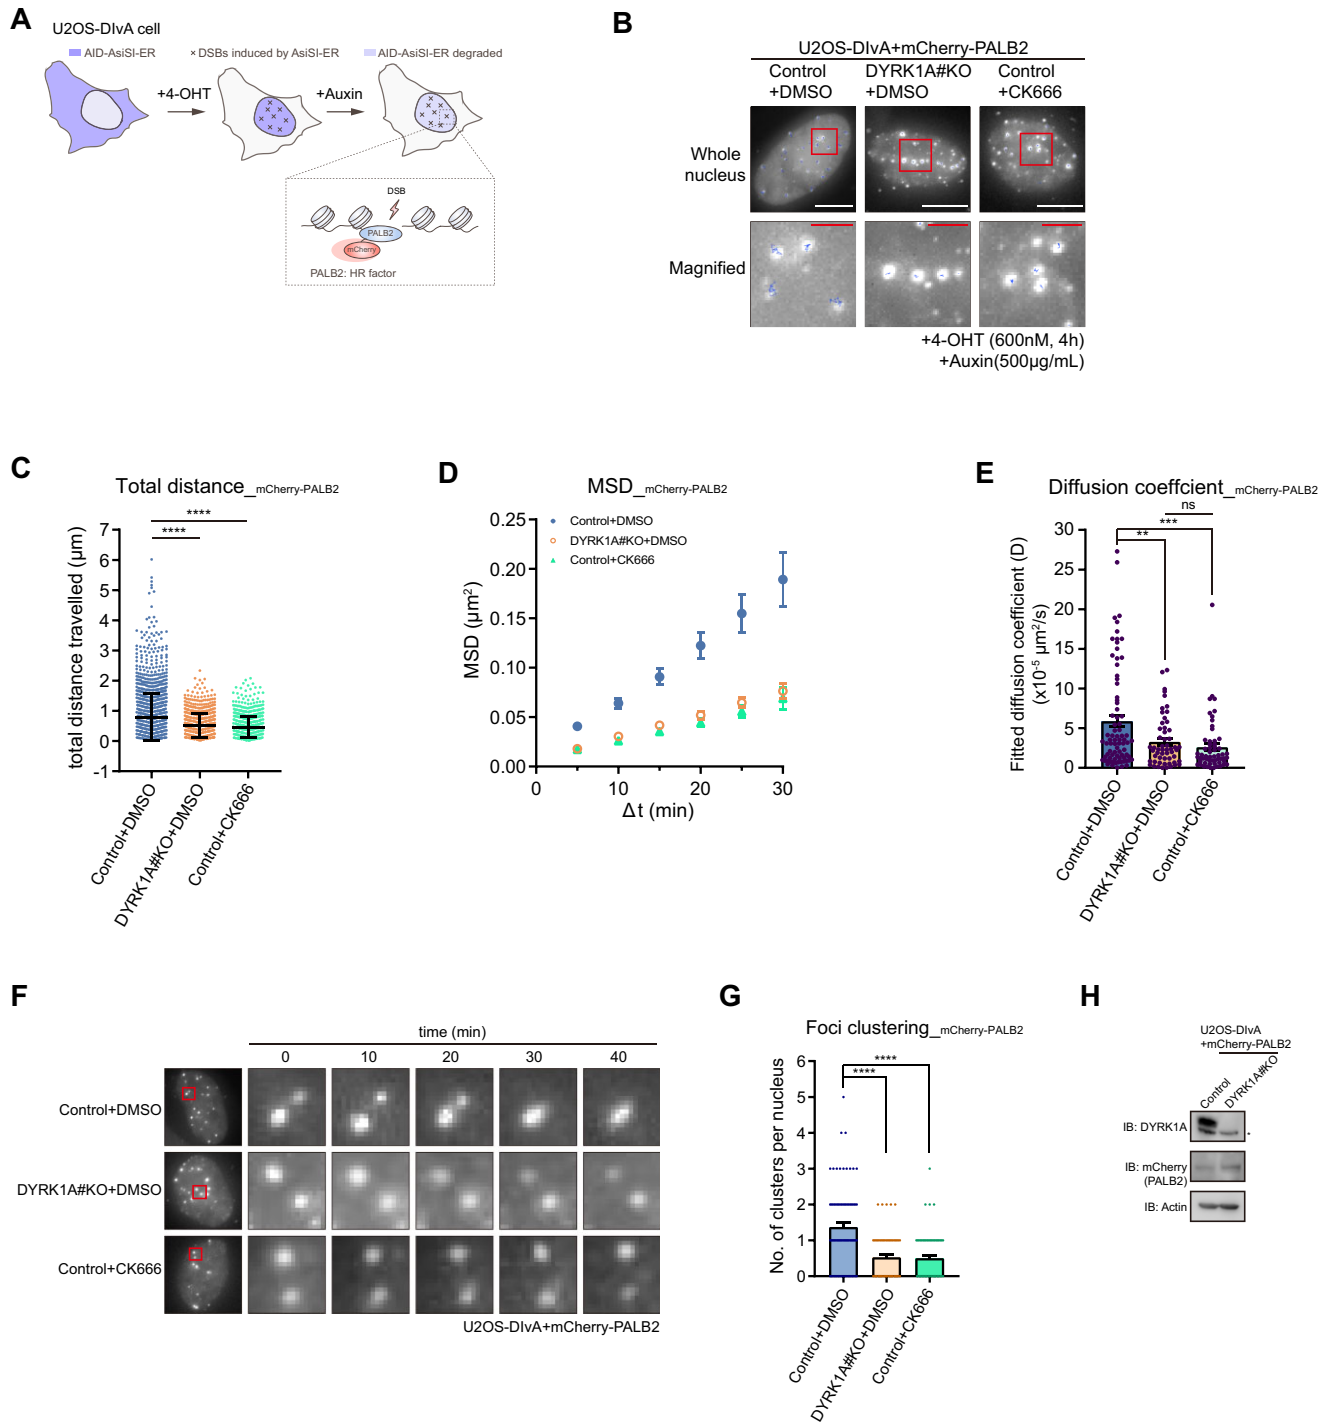 A
U2OS-DIvA cell
AID-AsiSI-ER
DSBs induced by AsiSI-ER
AID-AsiSI-ER degraded
+4-OHT
+Auxin
DSB
PALB2
mCherry
PALB2: HR factor
B
U2OS-DIvA+mCherry-PALB2
Control +DMSO
DYRK1A#KO +DMSO
Control +CK666
Whole nucleus
Magnified
+4-OHT (600nM, 4h)
+Auxin(500µg/mL)
C
Total distance_mCherry-PALB2
total distance travelled (µm)
****
****
7
6
5
4
3
2
1
0
-1
Control+DMSO
DYRK1A#KO+DMSO
Control+CK666
D
MSD_mCherry-PALB2
MSD (µm²)
0.25
0.20
0.15
0.10
0.05
0.00
Control+DMSO
DYRK1A#KO+DMSO
Control+CK666
0 10 20 30
Δt (min)
E
Diffusion coeffcient_mCherry-PALB2
Fitted diffusion coefficient (D)
(x10⁻⁵ µm²/s)
ns
***
**
30
25
20
15
10
5
0
Control+DMSO
DYRK1A#KO+DMSO
Control+CK666
F
time (min)
0 10 20 30 40
Control+DMSO
DYRK1A#KO+DMSO
Control+CK666
U2OS-DIvA+mCherry-PALB2
G
Foci clustering_mCherry-PALB2
No. of clusters per nucleus
****
****
6
5
4
3
2
1
0
Control+DMSO
DYRK1A#KO+DMSO
Control+CK666
H
U2OS-DIvA
+mCherry-PALB2
Control
DYRK1A#KO
IB: DYRK1A
*
IB: mCherry
(PALB2)
IB: Actin